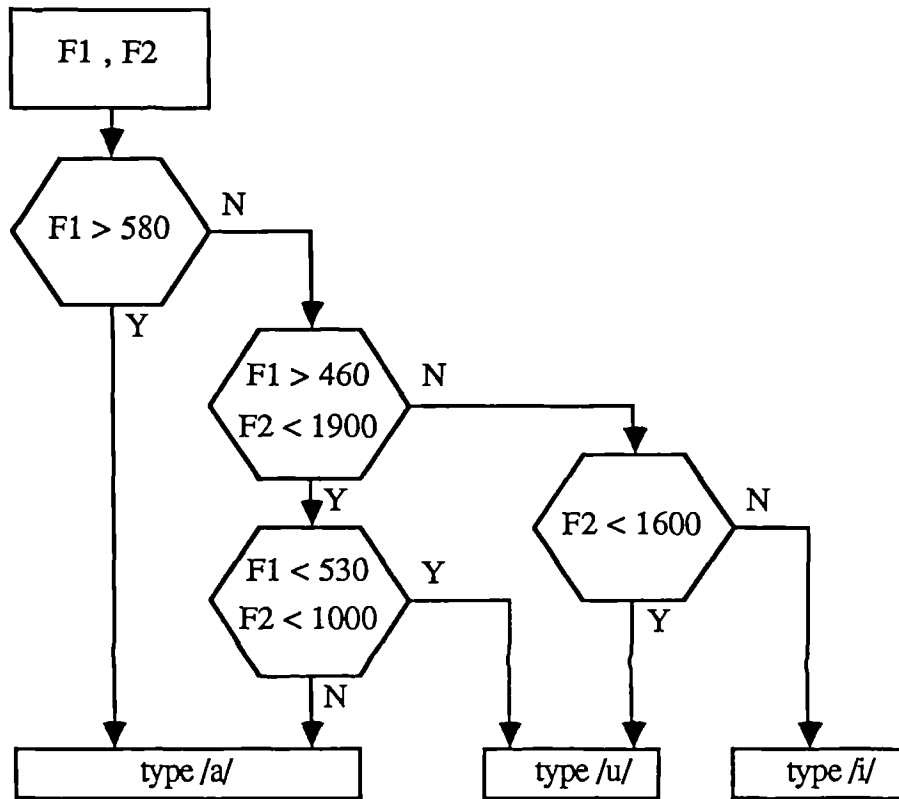 F1 , F2
F1 > 580
N
Y
F1 > 460
F2 < 1900
N
Y
F2 < 1600
N
Y
F1 < 530
F2 < 1000
Y
N
type /a/
type /u/
type /i/